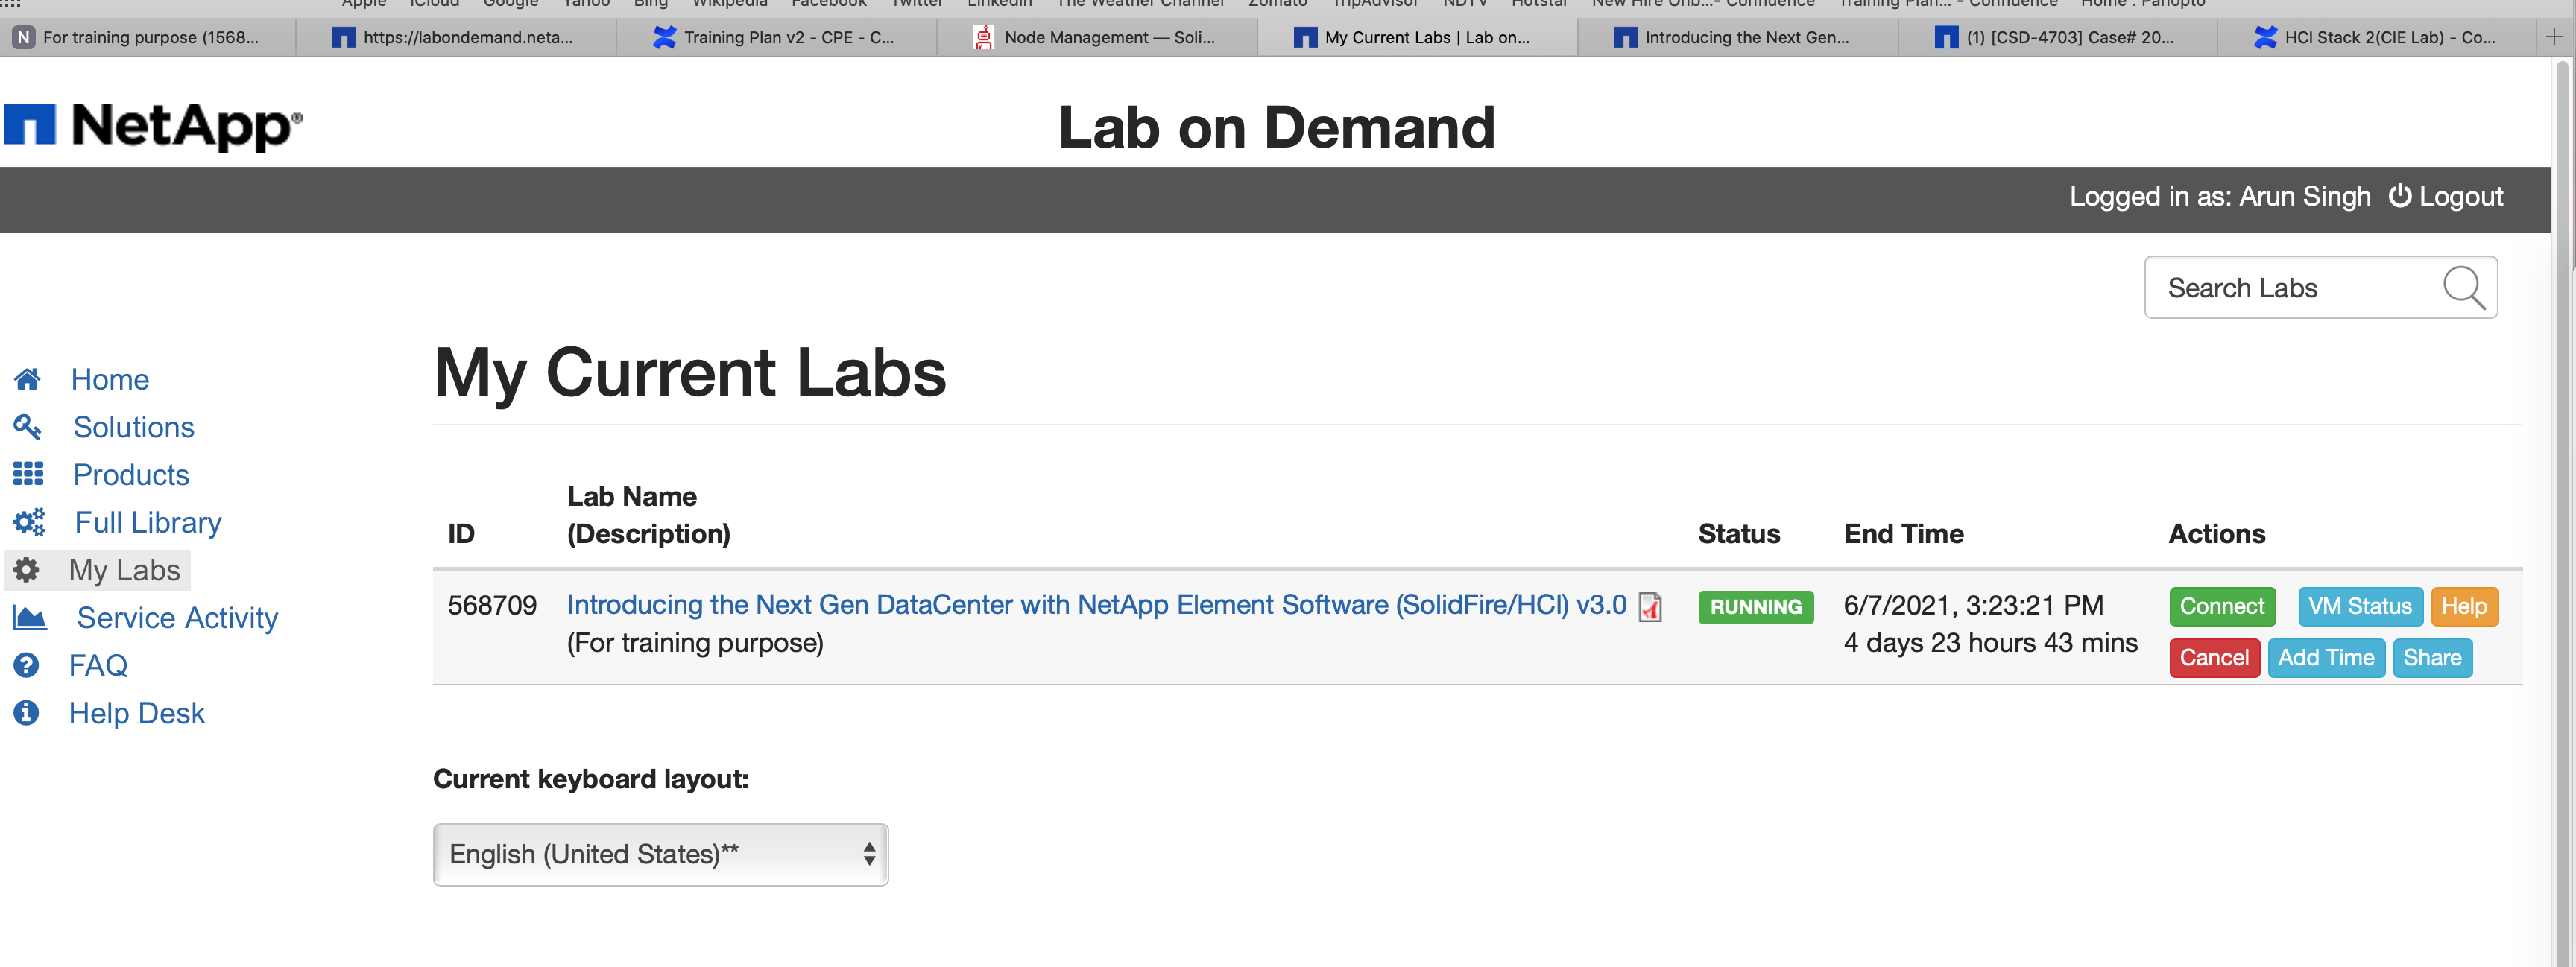 Apple iCloud Google Yahoo Bing Wikipedia Facebook Twitter LinkedIn The Weather Channel Zomato TripAdvisor NDTV Hotstar New Hire Onb...- Confluence Training Plan... - Confluence Home : Panopto
N For training purpose (1568...
https://labondemand.neta...
Training Plan v2 - CPE - C...
Node Management — Soli...
My Current Labs | Lab on...
Introducing the Next Gen...
(1) [CSD-4703] Case# 20...
HCI Stack 2(CIE Lab) - Co...
NetApp®
Lab on Demand
Logged in as: Arun Singh Logout
Search Labs
Home
Solutions
Products
Full Library
My Labs
Service Activity
FAQ
Help Desk
My Current Labs
ID
Lab Name
(Description)
Status
End Time
Actions
568709
Introducing the Next Gen DataCenter with NetApp Element Software (SolidFire/HCI) v3.0
(For training purpose)
RUNNING
6/7/2021, 3:23:21 PM
4 days 23 hours 43 mins
Connect VM Status Help
Cancel Add Time Share
Current keyboard layout:
English (United States)**